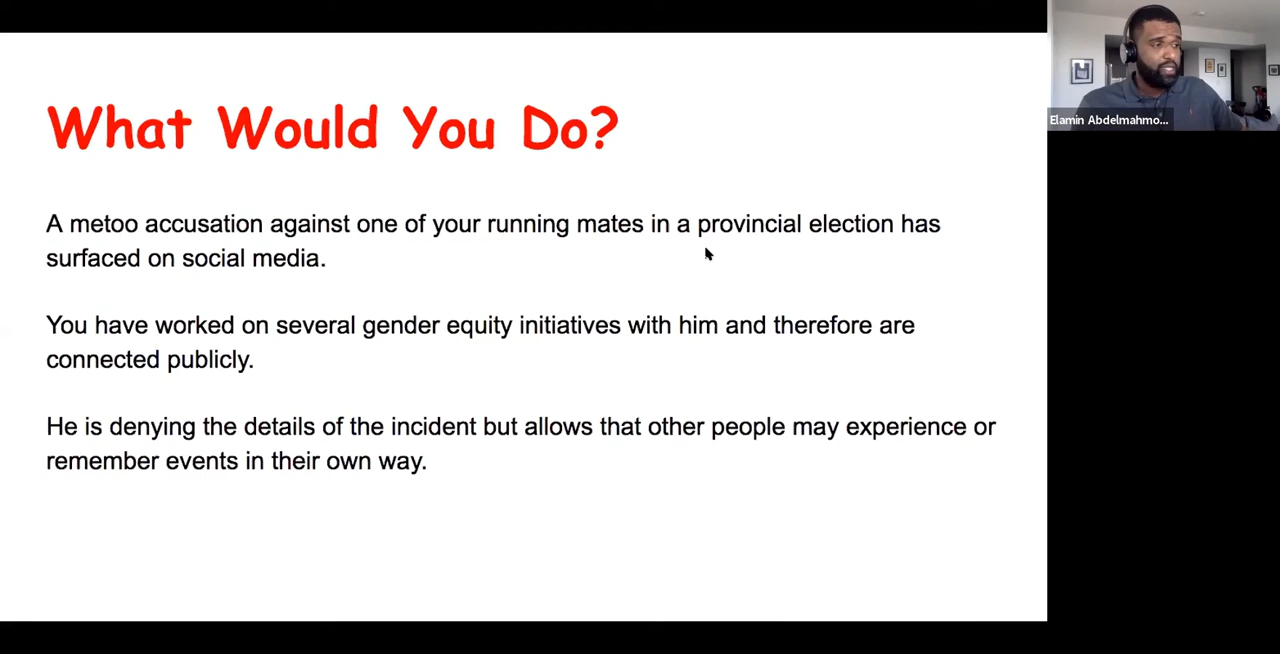 What Would You Do?
A metoo accusation against one of your running mates in a provincial election has
surfaced on social media.
You have worked on several gender equity initiatives with him and therefore are
connected publicly.
He is denying the details of the incident but allows that other people may experience or
remember events in their own way.
Elamin Abdelmahmo...